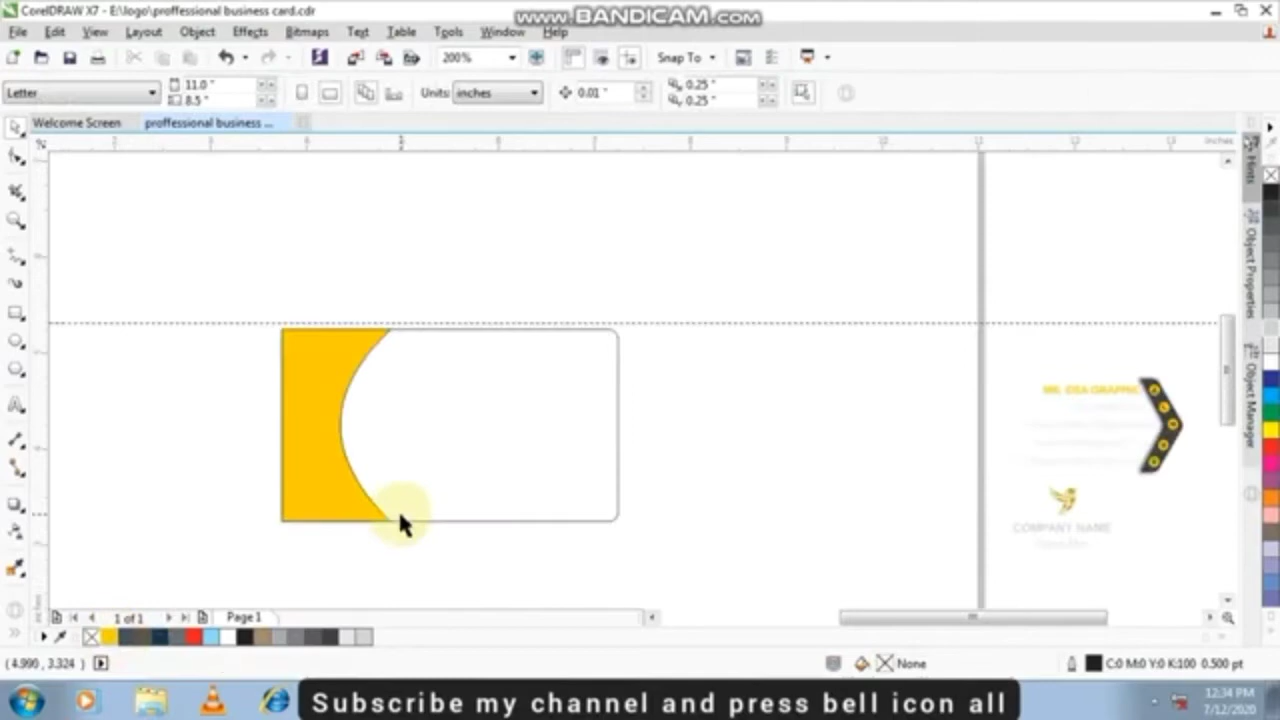 CorelDRAW X7 - E:\logo\proffessional business card.cdr
www.BANDICAM.com
File Edit View Layout Object Effects Bitmaps Text Table Tools Window Help
200% Snap To
Letter 11.0 " 8.5 " Units: inches 0.01 " 0.25 " 0.25 "
Welcome Screen proffessional business ...
inches
Hints
Object Properties
Object Manager
COMPANY NAME
1 of 1 Page 1
(4.990, 3.324) None C:0 M:0 Y:0 K:100 0.500 pt
Subscribe my channel and press bell icon all
12:34 PM
7/12/2020